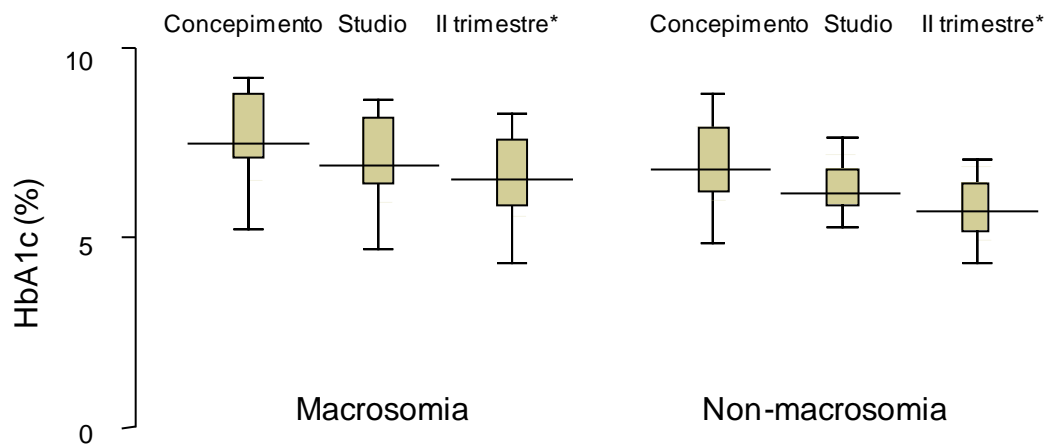 Concepimento Studio II trimestre* Concepimento Studio II trimestre*
10
5
0
HbA1c (%)
Macrosomia Non-macrosomia